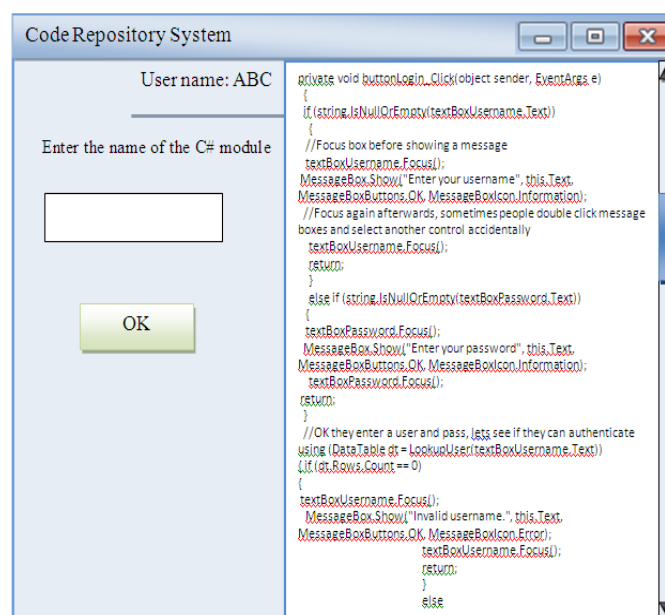 Code Repository System
User name: ABC
Enter the name of the C# module
OK
private void buttonLogin_Click(object sender, EventArgs e)
{
if (string.IsNullOrEmpty(textBoxUsername.Text))
{
//Focus box before showing a message
textBoxUsername.Focus();
MessageBox.Show("Enter your username", this.Text,
MessageBoxButtons.OK, MessageBoxIcon.Information);
//Focus again afterwards, sometimes people double click message
boxes and select another control accidentally
textBoxUsername.Focus();
return;
}
else if (string.IsNullOrEmpty(textBoxPassword.Text))
{
textBoxPassword.Focus();
MessageBox.Show("Enter your password", this.Text,
MessageBoxButtons.OK, MessageBoxIcon.Information);
textBoxPassword.Focus();
return;
}
//OK they enter a user and pass, lets see if they can authenticate
using (DataTable dt = LookupUser(textBoxUsername.Text))
{ if (dt.Rows.Count == 0)
{
textBoxUsername.Focus();
MessageBox.Show("Invalid username.", this.Text,
MessageBoxButtons.OK, MessageBoxIcon.Error);
textBoxUsername.Focus();
return;
}
else